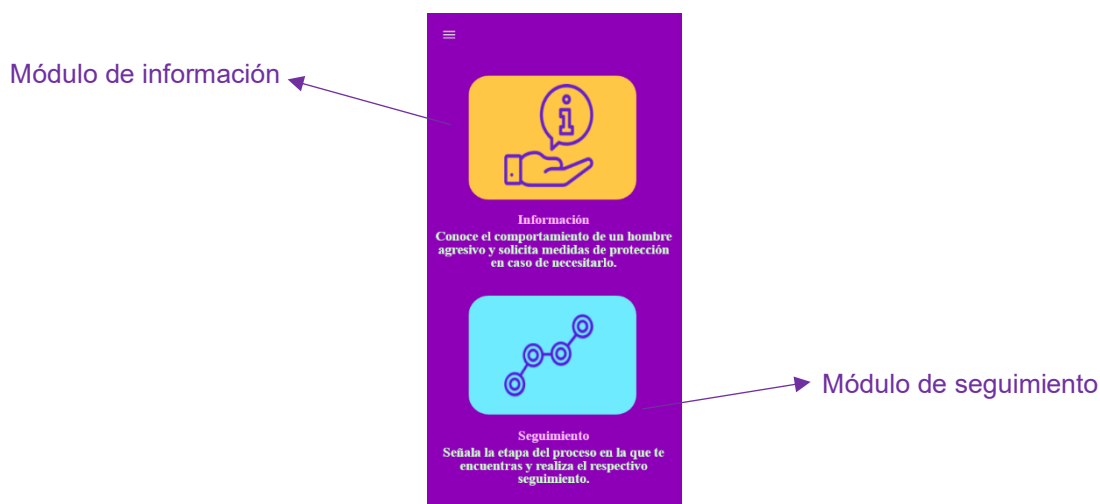 Módulo de información
i
Información
Conoce el comportamiento de un hombre
agresivo y solicita medidas de protección
en caso de necesitarlo.
Módulo de seguimiento
Seguimiento
Señala la etapa del proceso en la que te
encuentras y realiza el respectivo
seguimiento.